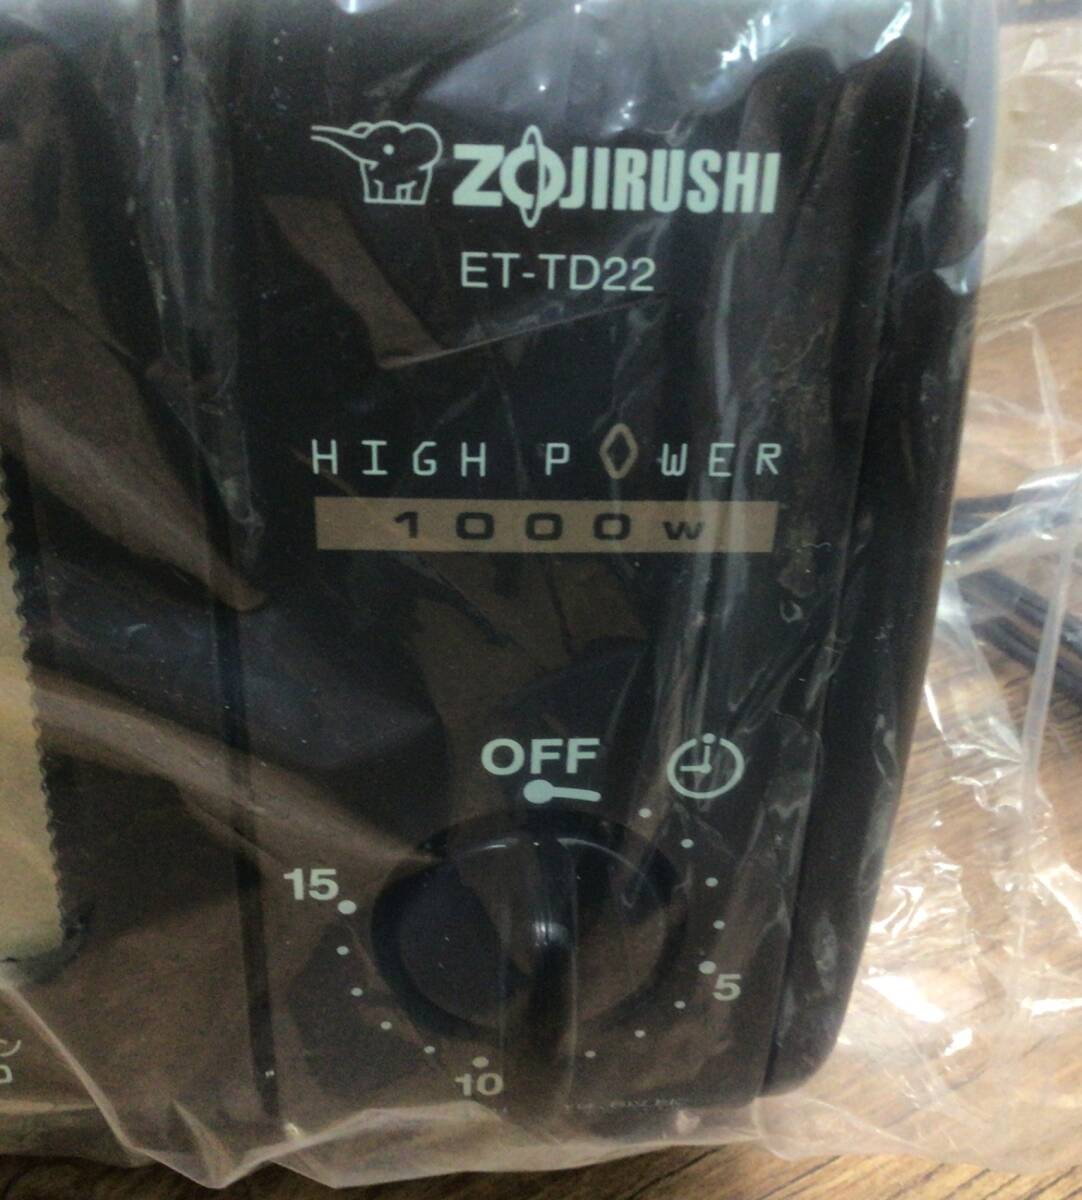 ZOJIRUSHI
ET-TD22
HIGH POWER
1000w
OFF
15
5
10